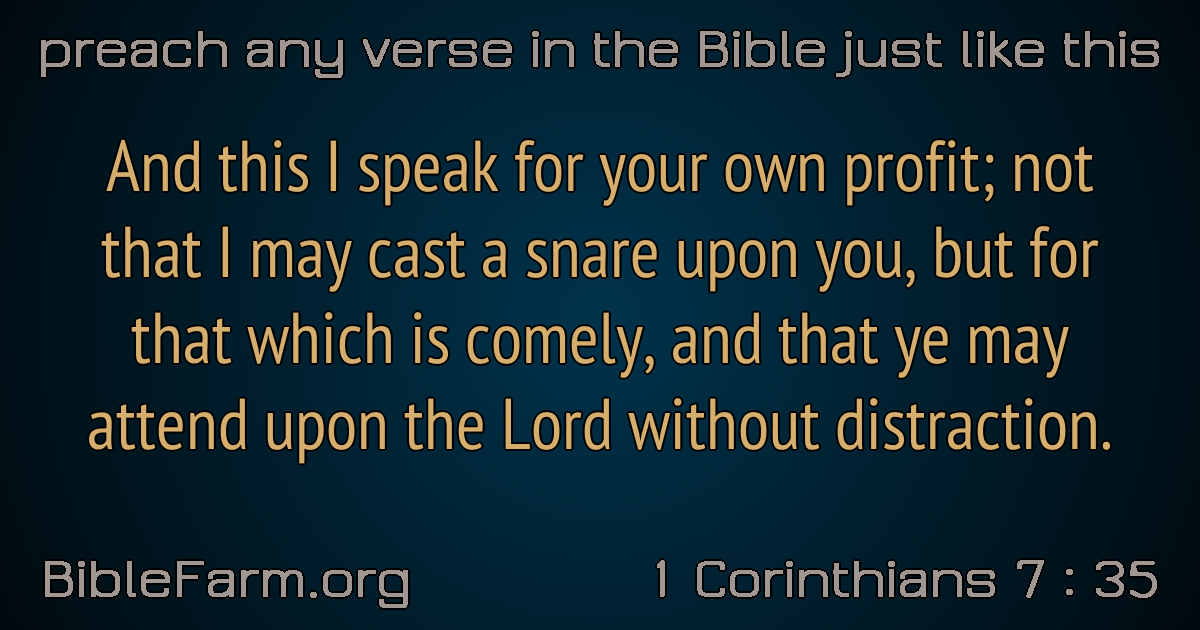 preach any verse in the Bible just like this
And this I speak for your own profit; not
that I may cast a snare upon you, but for
that which is comely, and that ye may
attend upon the Lord without distraction.
BibleFarm.org
1 Corinthians 7 : 35